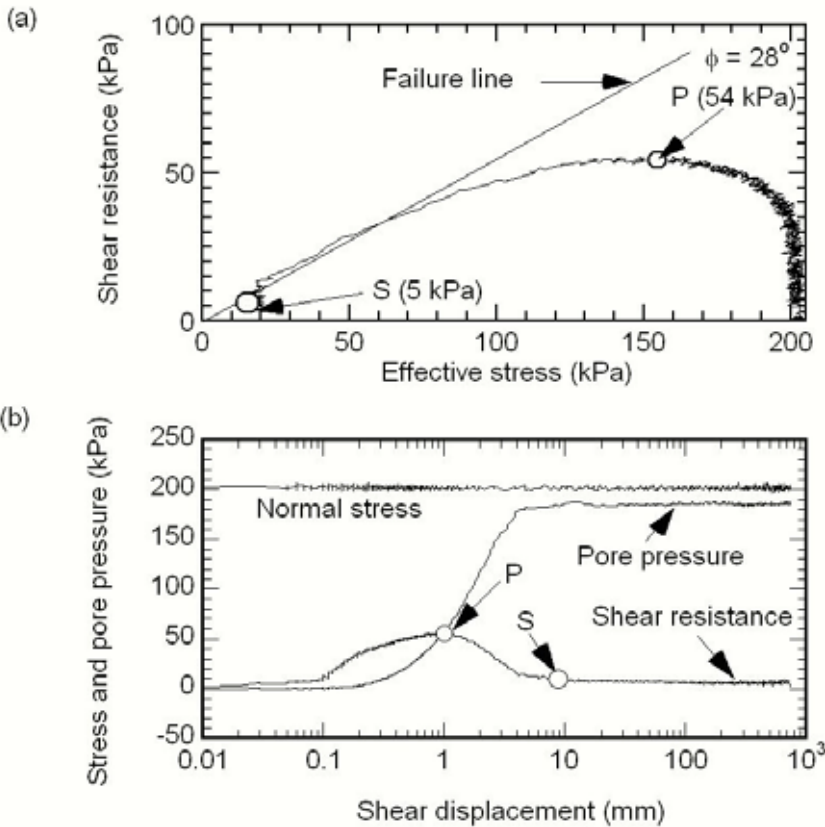 (a)
Shear resistance (kPa)
100
50
0
Failure line
ϕ = 28°
P (54 kPa)
S (5 kPa)
0 50 100 150 200
Effective stress (kPa)
(b)
Stress and pore pressure (kPa)
250
200
150
100
50
0
-50
Normal stress
Pore pressure
P
S
Shear resistance
0.01 0.1 1 10 100 10³
Shear displacement (mm)